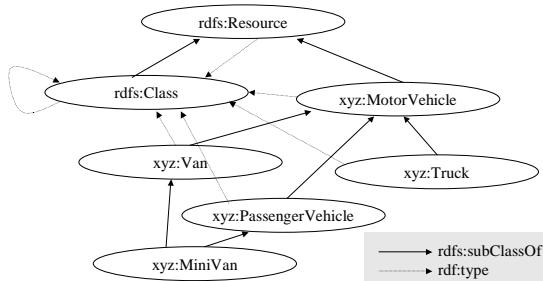 rdfs:Resource
rdfs:Class
xyz:MotorVehicle
xyz:Van
xyz:Truck
xyz:PassengerVehicle
xyz:MiniVan
rdfs:subClassOf
rdf:type